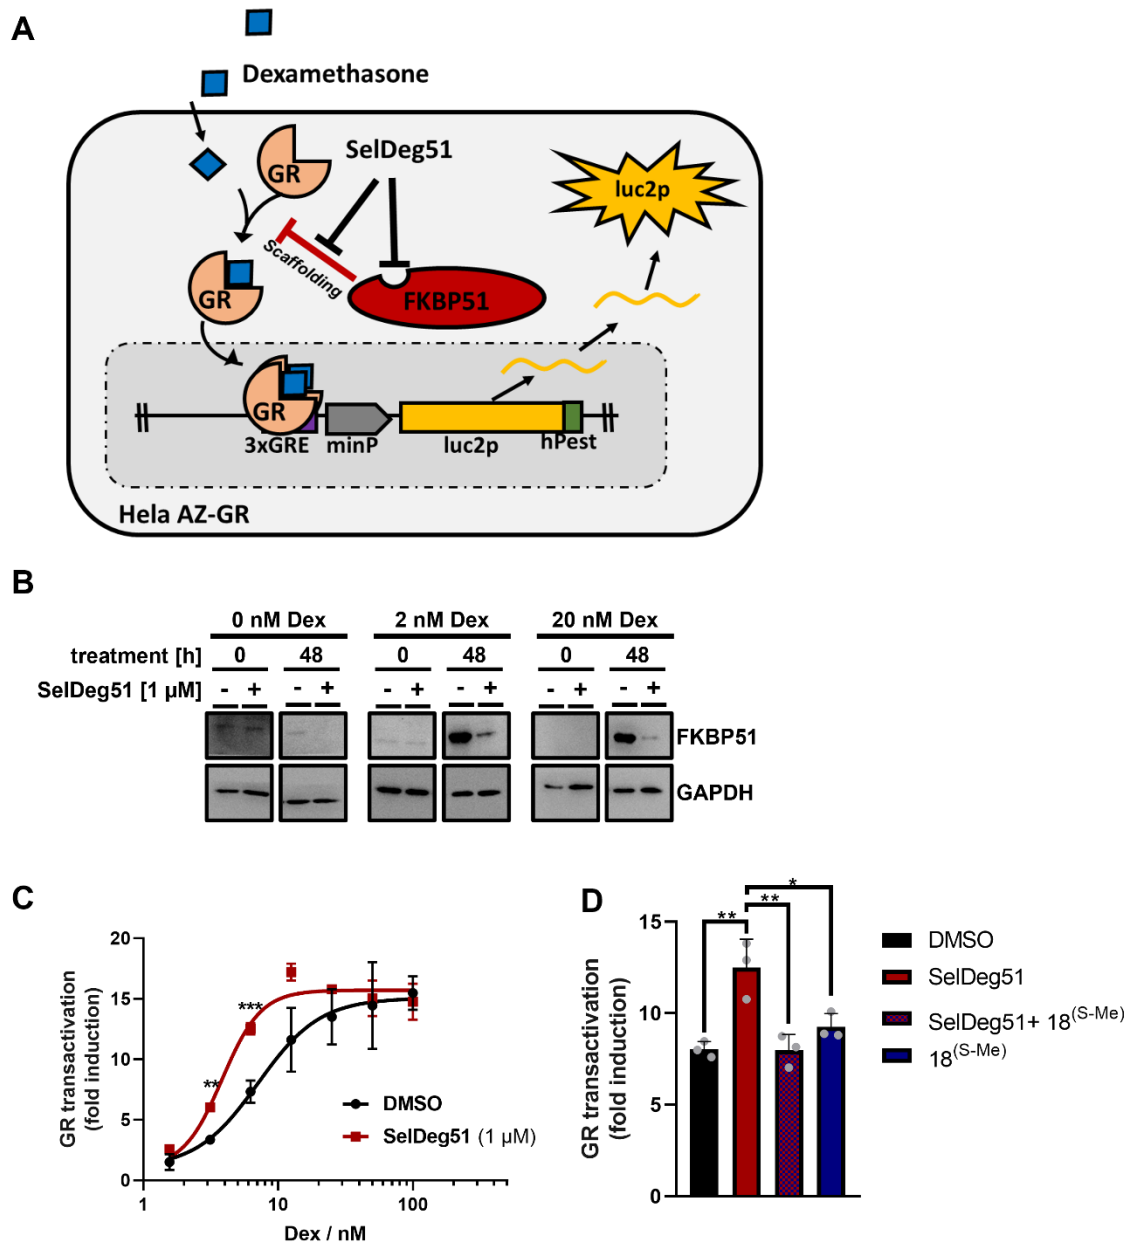 A
Dexamethasone
GR
SelDeg51
luc2p
Scaffolding
GR
FKBP51
GR
3xGRE minP luc2p hPest
Hela AZ-GR
B
0 nM Dex 2 nM Dex 20 nM Dex
treatment [h] 0 48 0 48 0 48
SelDeg51 [1 µM] - + - + - + - + - + - +
FKBP51
GAPDH
C
GR transactivation
(fold induction)
20
15
10
5
0
***
**
DMSO
SelDeg51 (1 µM)
1 10 100
Dex / nM
D
GR transactivation
(fold induction)
15
10
5
0
*
**
**
DMSO
SelDeg51
SelDeg51+ 18(S-Me)
18(S-Me)